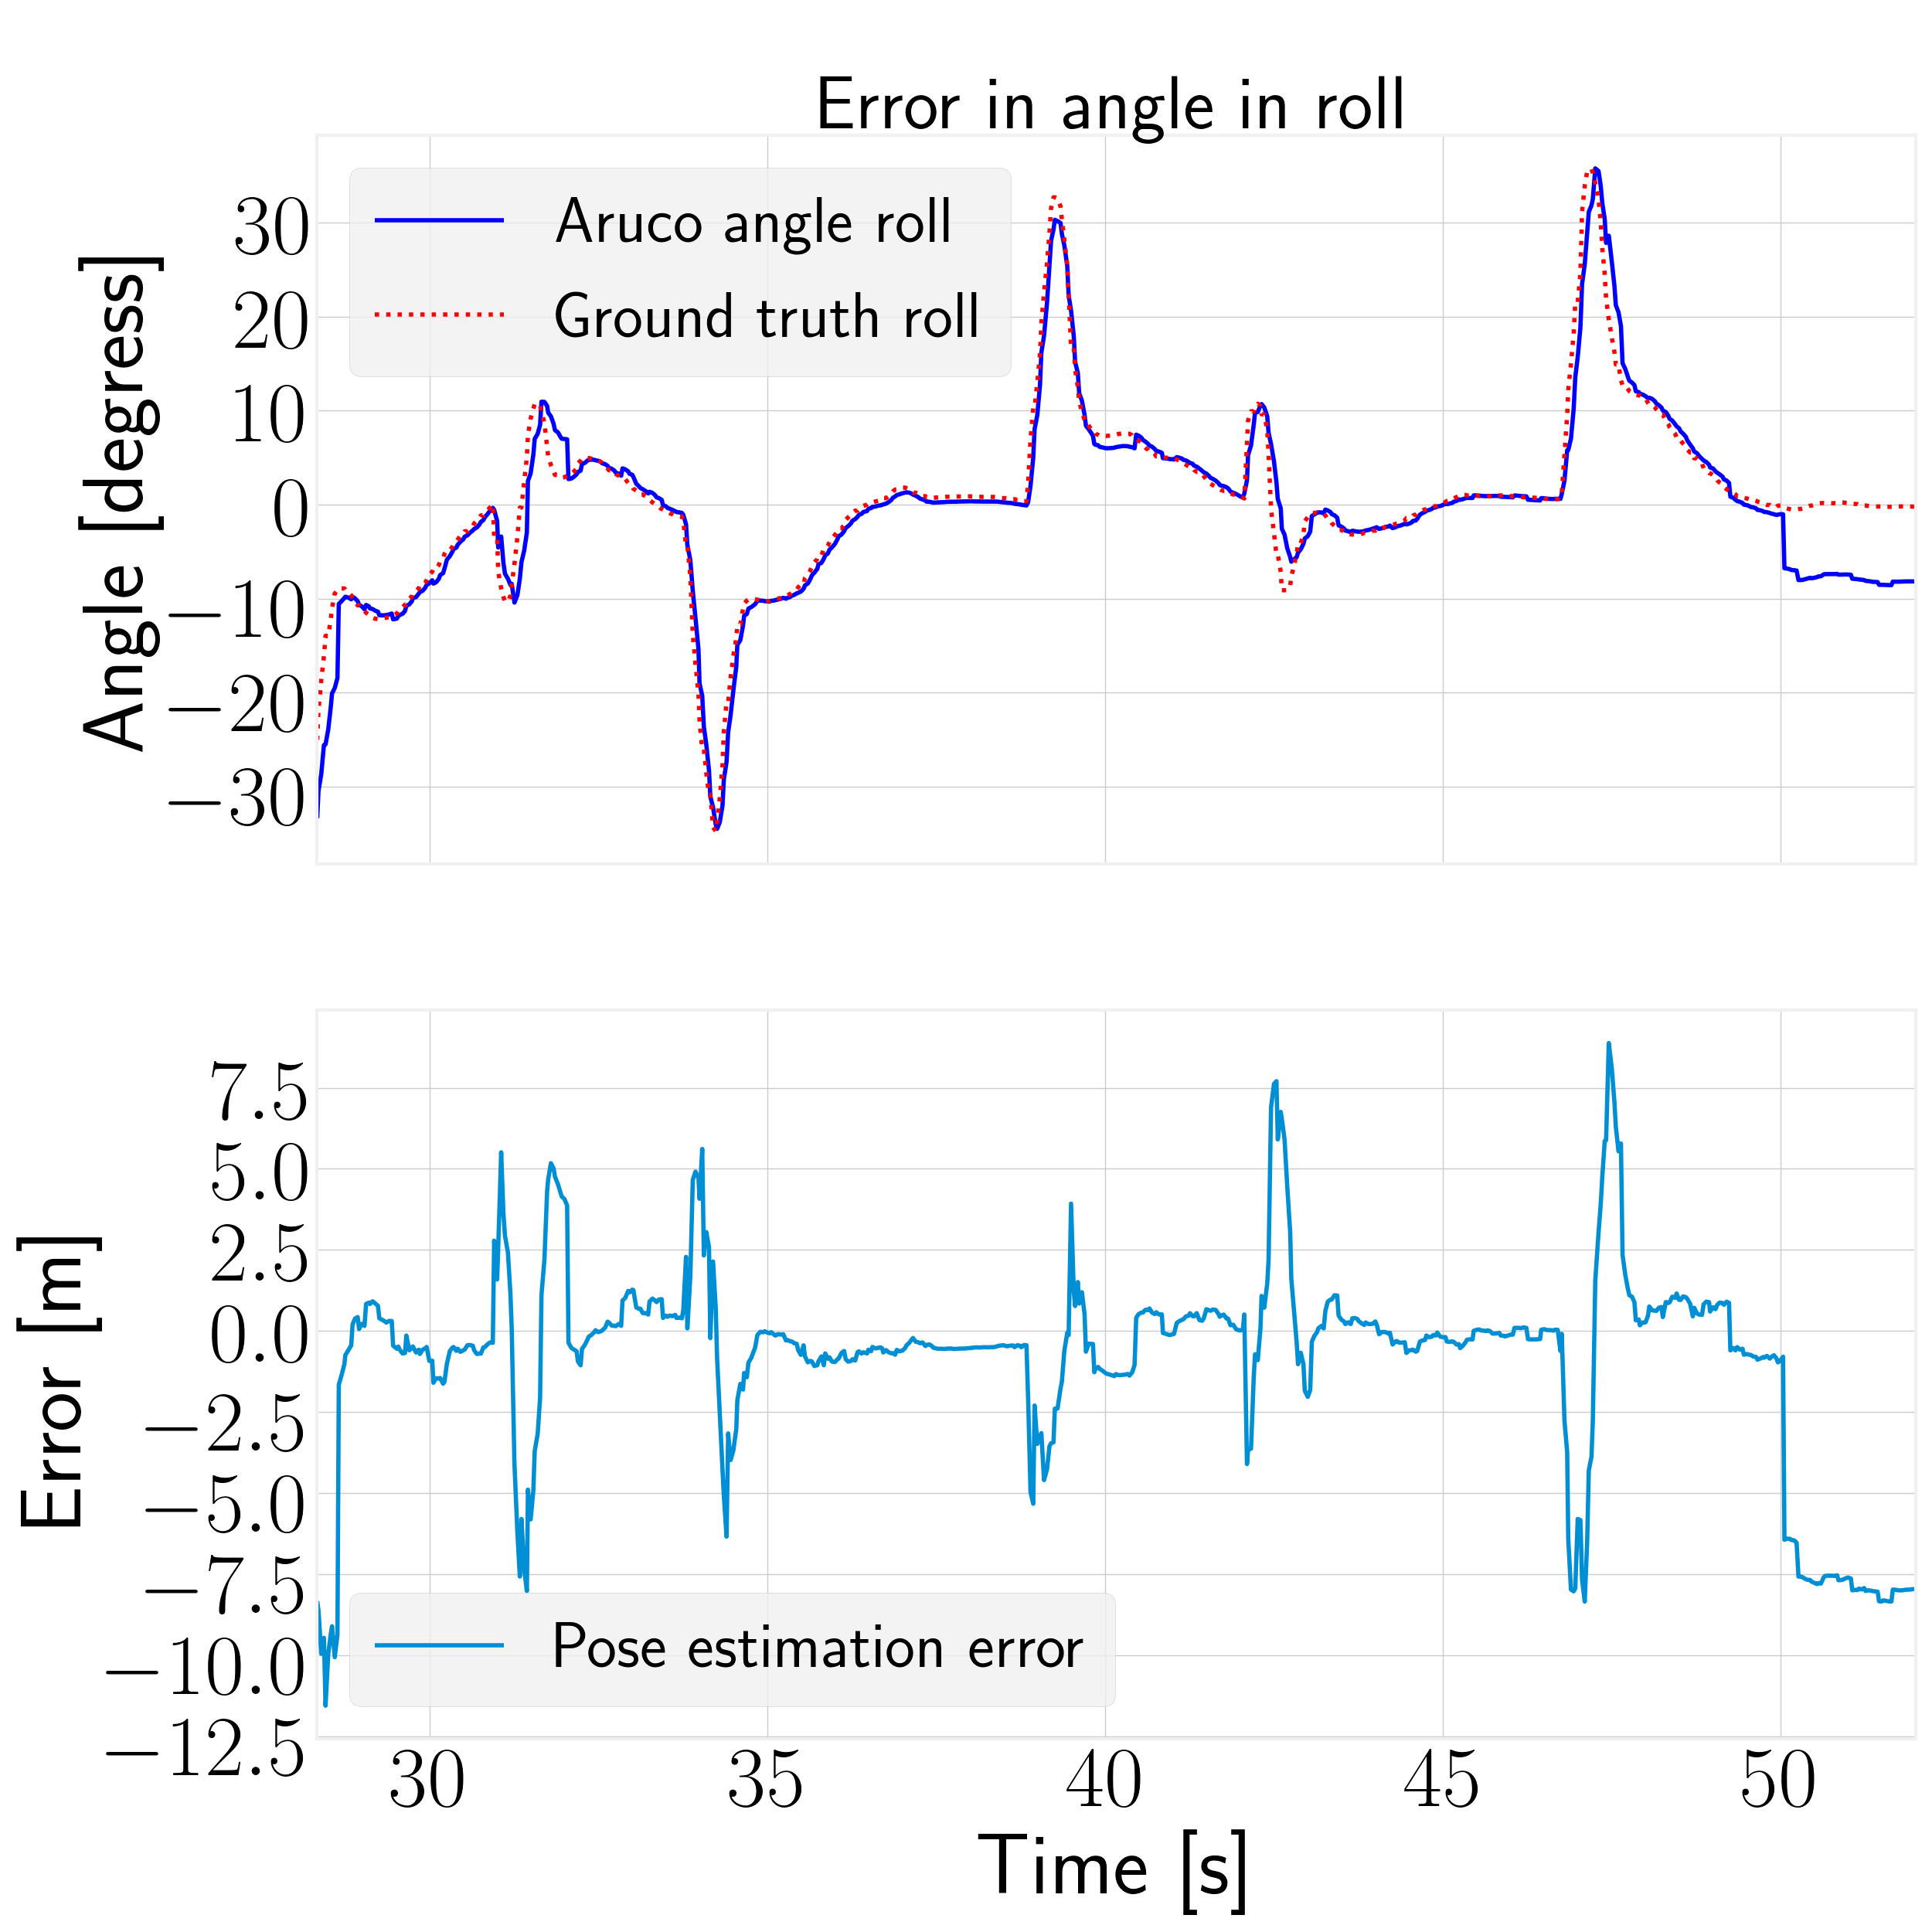 Error in angle in roll
Angle [degress]
30
20
10
0
−10
−20
−30
Aruco angle roll
Ground truth roll
Error [m]
7.5
5.0
2.5
0.0
−2.5
−5.0
−7.5
−10.0
−12.5
Pose estimation error
30 35 40 45 50
Time [s]